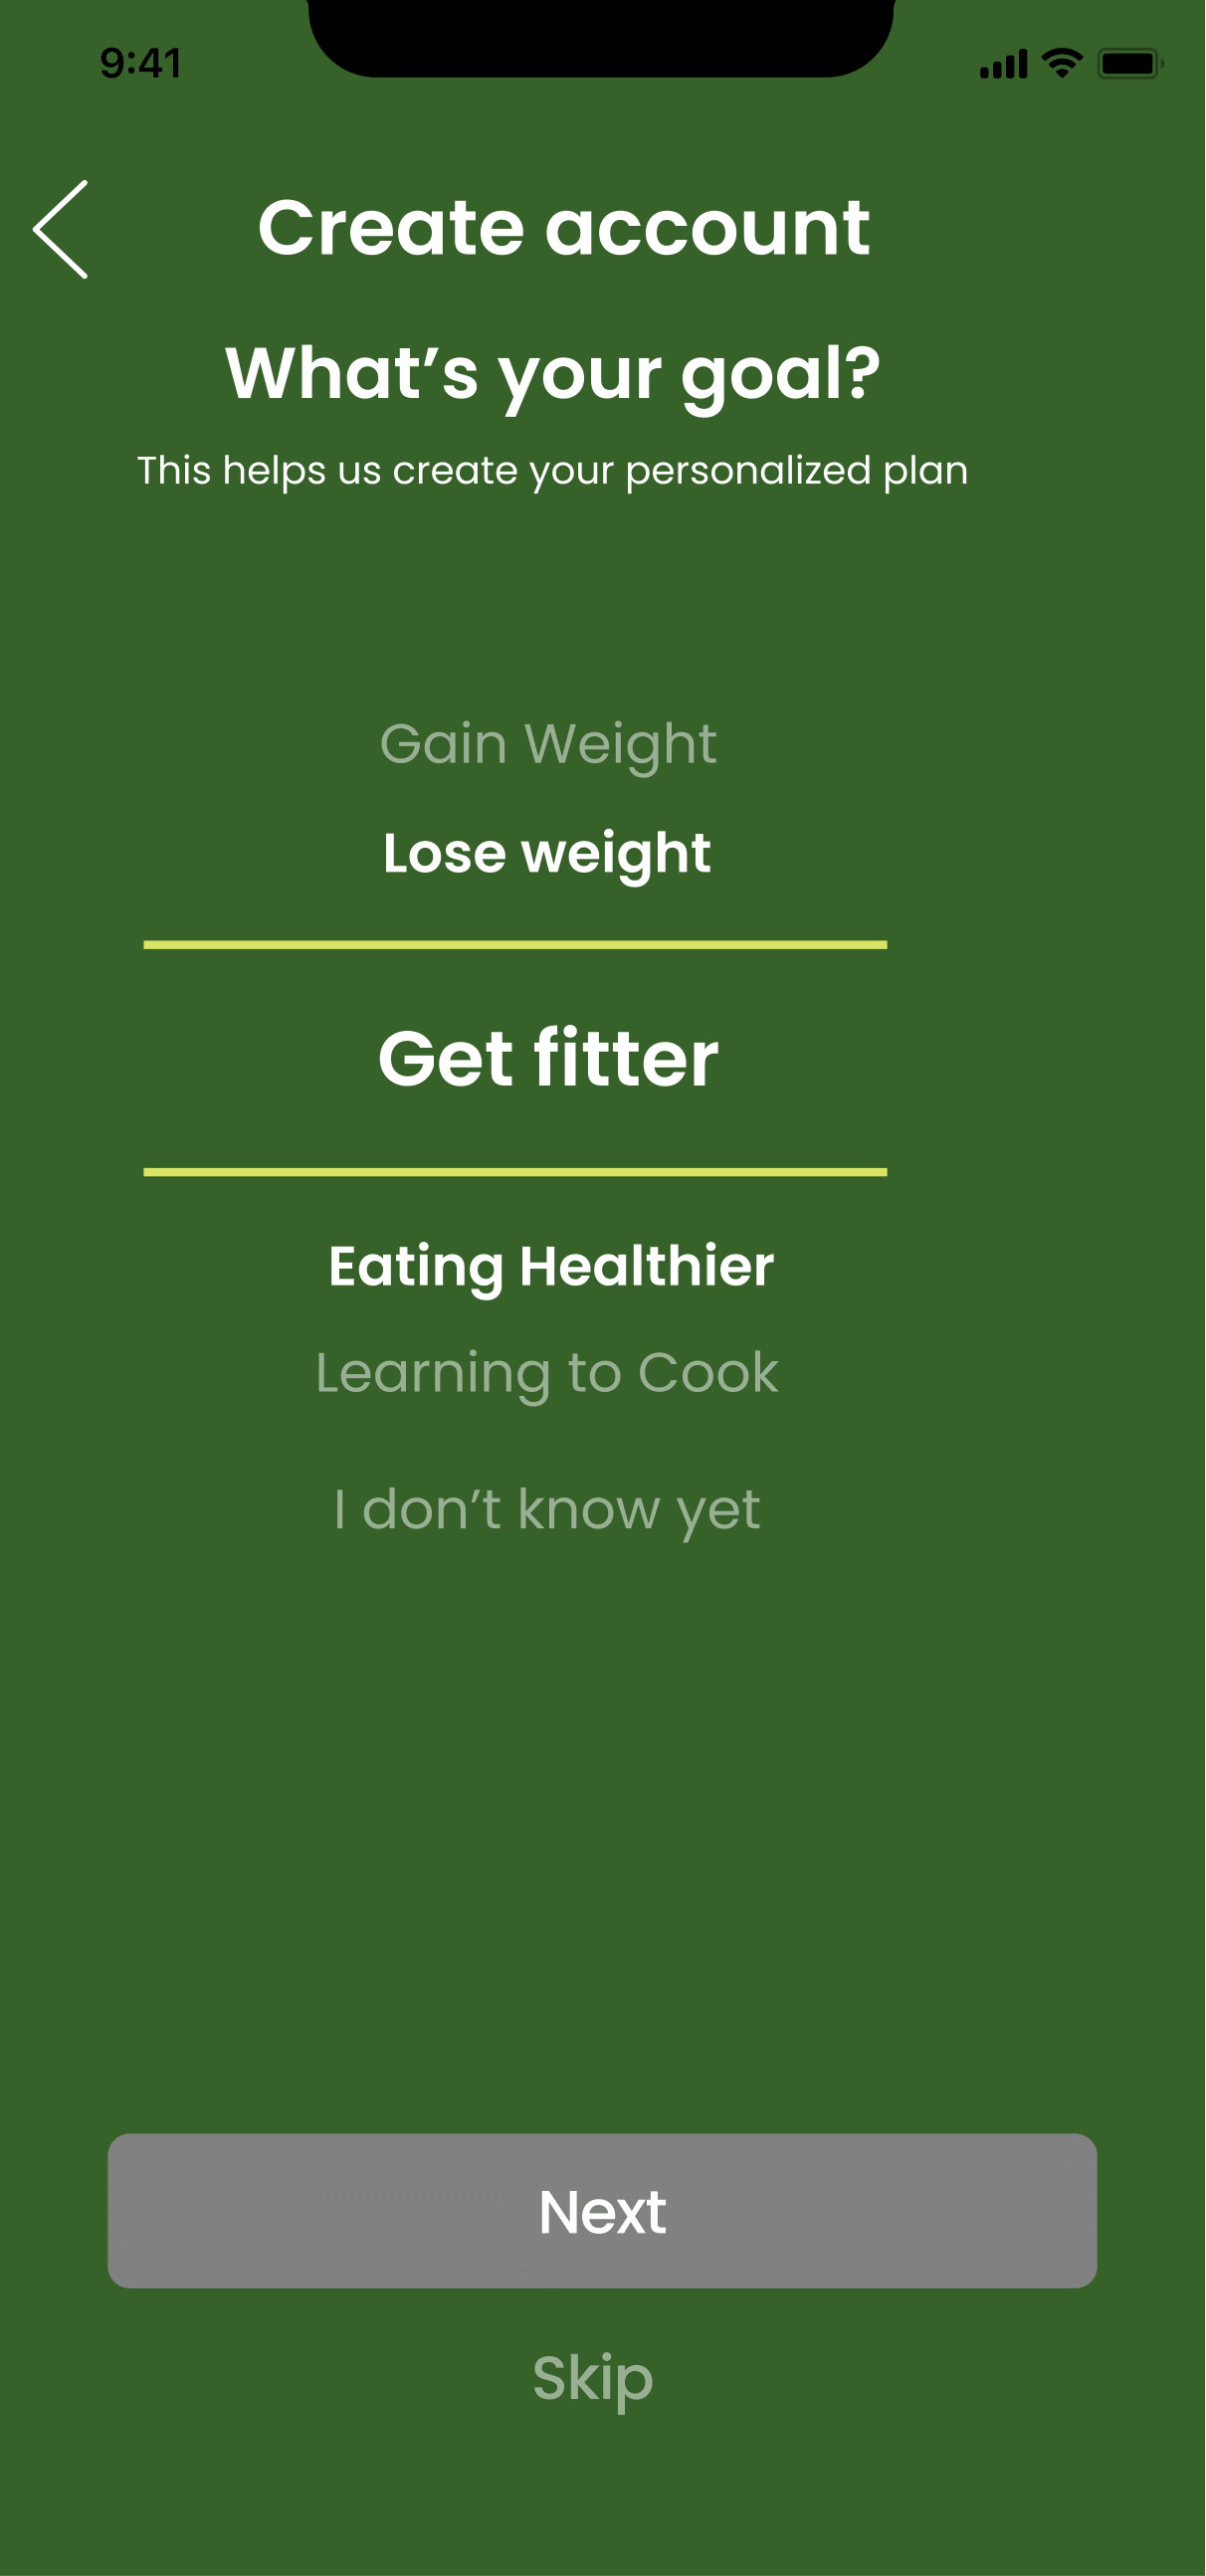 9:41
Create account
What’s your goal?
This helps us create your personalized plan
Gain Weight
Lose weight
Get fitter
Eating Healthier
Learning to Cook
I don’t know yet
Next
Skip